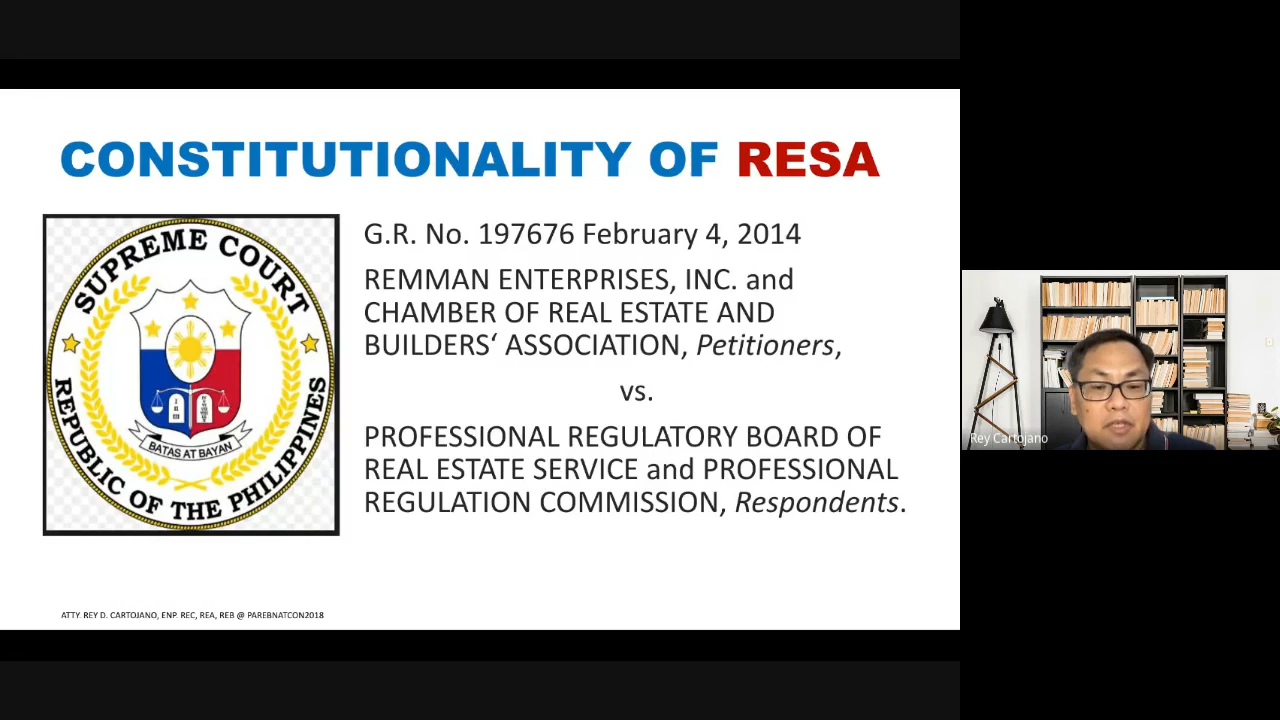 CONSTITUTIONALITY OF RESA
SUPREME COURT
REPUBLIC OF THE PHILIPPINES
BATAS AT BAYAN
G.R. No. 197676 February 4, 2014
REMMAN ENTERPRISES, INC. and
CHAMBER OF REAL ESTATE AND
BUILDERS‘ ASSOCIATION, Petitioners,
vs.
PROFESSIONAL REGULATORY BOARD OF
REAL ESTATE SERVICE and PROFESSIONAL
REGULATION COMMISSION, Respondents.
ATTY. REY D. CARTOJANO, ENP. REC, REA, REB @ PAREBNATCON2018
Rey Cartojano